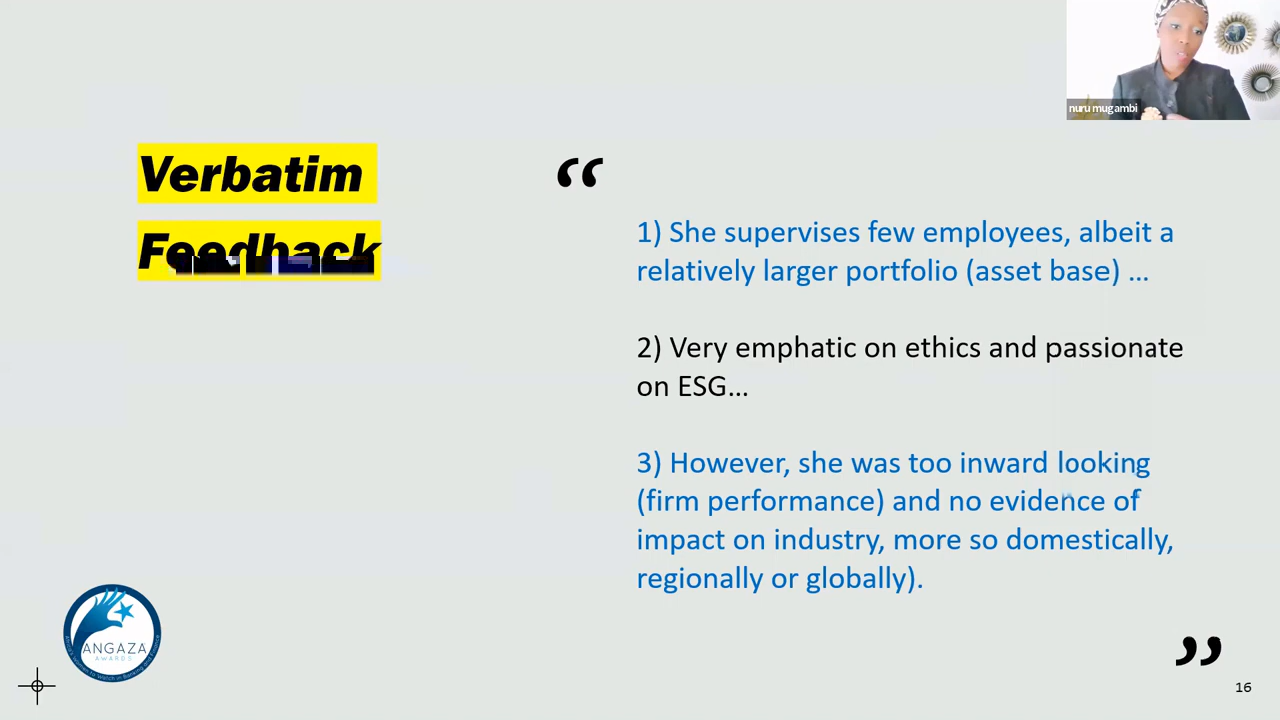 nuru mugambi
Verbatim
Feedback
“
1) She supervises few employees, albeit a
relatively larger portfolio (asset base) ...
2) Very emphatic on ethics and passionate
on ESG...
3) However, she was too inward looking
(firm performance) and no evidence of
impact on industry, more so domestically,
regionally or globally).
”
ANGAZA
AWARDS
16